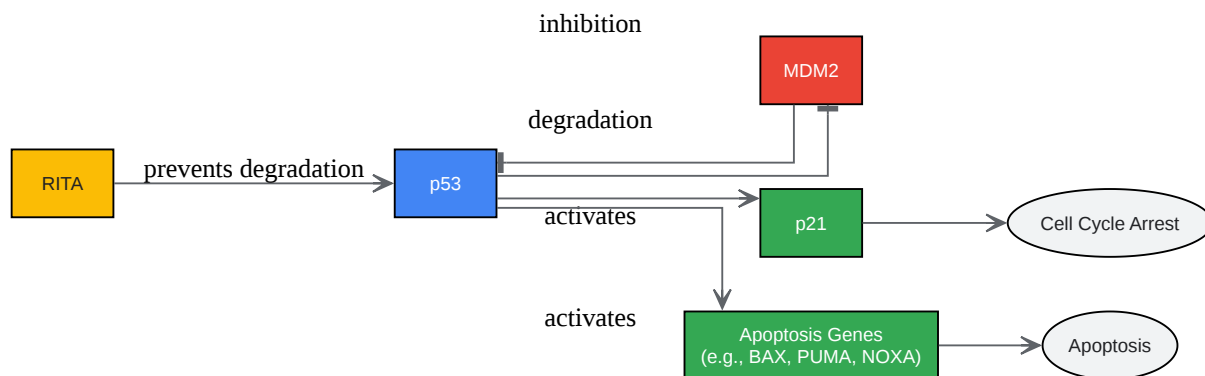 inhibition
MDM2
degradation
RITA
prevents degradation
p53
activates
p21
Cell Cycle Arrest
activates
Apoptosis Genes
(e.g., BAX, PUMA, NOXA)
Apoptosis